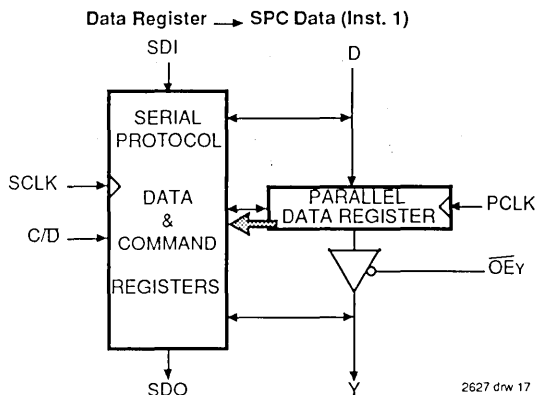 Data Register → SPC Data (Inst. 1)
SDI
D
SERIAL
PROTOCOL
DATA
&
COMMAND
REGISTERS
SCLK
C/D̅
PARALLEL
DATA REGISTER
PCLK
O̅E̅Y
SDO
Y
2627 drw 17